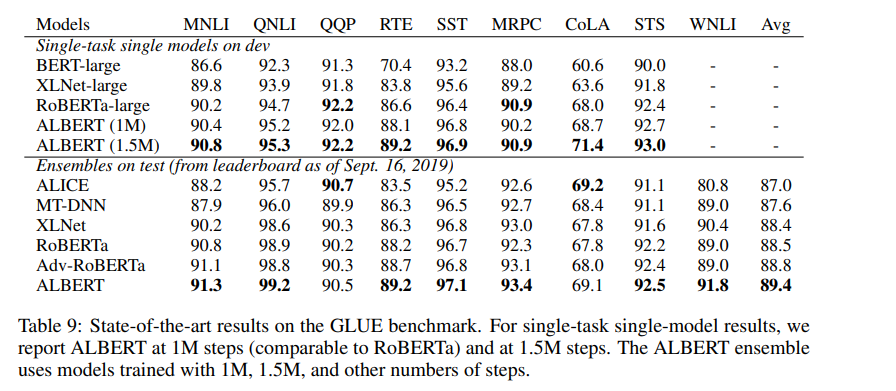 Models MNLI QNLI QQP RTE SST MRPC CoLA STS WNLI Avg
Single-task single models on dev
BERT-large 86.6 92.3 91.3 70.4 93.2 88.0 60.6 90.0 - -
XLNet-large 89.8 93.9 91.8 83.8 95.6 89.2 63.6 91.8 - -
RoBERTa-large 90.2 94.7 92.2 86.6 96.4 90.9 68.0 92.4 - -
ALBERT (1M) 90.4 95.2 92.0 88.1 96.8 90.2 68.7 92.7 - -
ALBERT (1.5M) 90.8 95.3 92.2 89.2 96.9 90.9 71.4 93.0 - -
Ensembles on test (from leaderboard as of Sept. 16, 2019)
ALICE 88.2 95.7 90.7 83.5 95.2 92.6 69.2 91.1 80.8 87.0
MT-DNN 87.9 96.0 89.9 86.3 96.5 92.7 68.4 91.1 89.0 87.6
XLNet 90.2 98.6 90.3 86.3 96.8 93.0 67.8 91.6 90.4 88.4
RoBERTa 90.8 98.9 90.2 88.2 96.7 92.3 67.8 92.2 89.0 88.5
Adv-RoBERTa 91.1 98.8 90.3 88.7 96.8 93.1 68.0 92.4 89.0 88.8
ALBERT 91.3 99.2 90.5 89.2 97.1 93.4 69.1 92.5 91.8 89.4
Table 9: State-of-the-art results on the GLUE benchmark. For single-task single-model results, we
report ALBERT at 1M steps (comparable to RoBERTa) and at 1.5M steps. The ALBERT ensemble
uses models trained with 1M, 1.5M, and other numbers of steps.